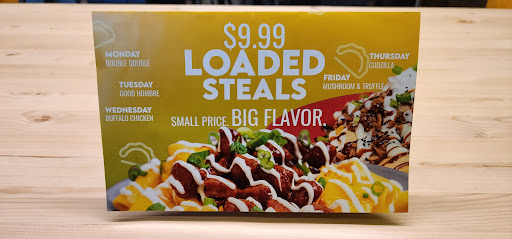 $9.99
LOADED
STEALS
SMALL PRICE. BIG FLAVOR.
MONDAY
DOUBLE DOUBLE
TUESDAY
GOOD HOMBRE
WEDNESDAY
BUFFALO CHICKEN
THURSDAY
GODZILLA
FRIDAY
MUSHROOM & TRUFFLE